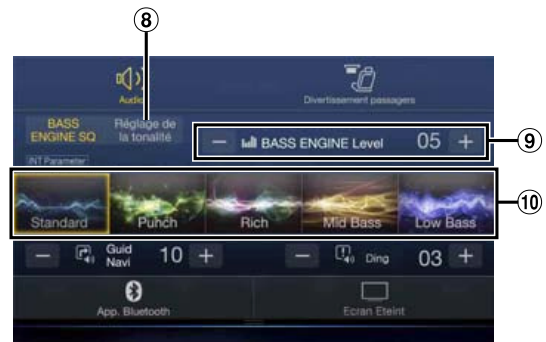 8
Audio
Divertissement passagers
BASS ENGINE SQ
Réglage de la tonalité
− BASS ENGINE Level 05 +
9
INT Parameter
Standard Punch Rich Mid Bass Low Bass
10
− Guid Navi 10 + − Ding 03 +
App. Bluetooth
Ecran Eteint